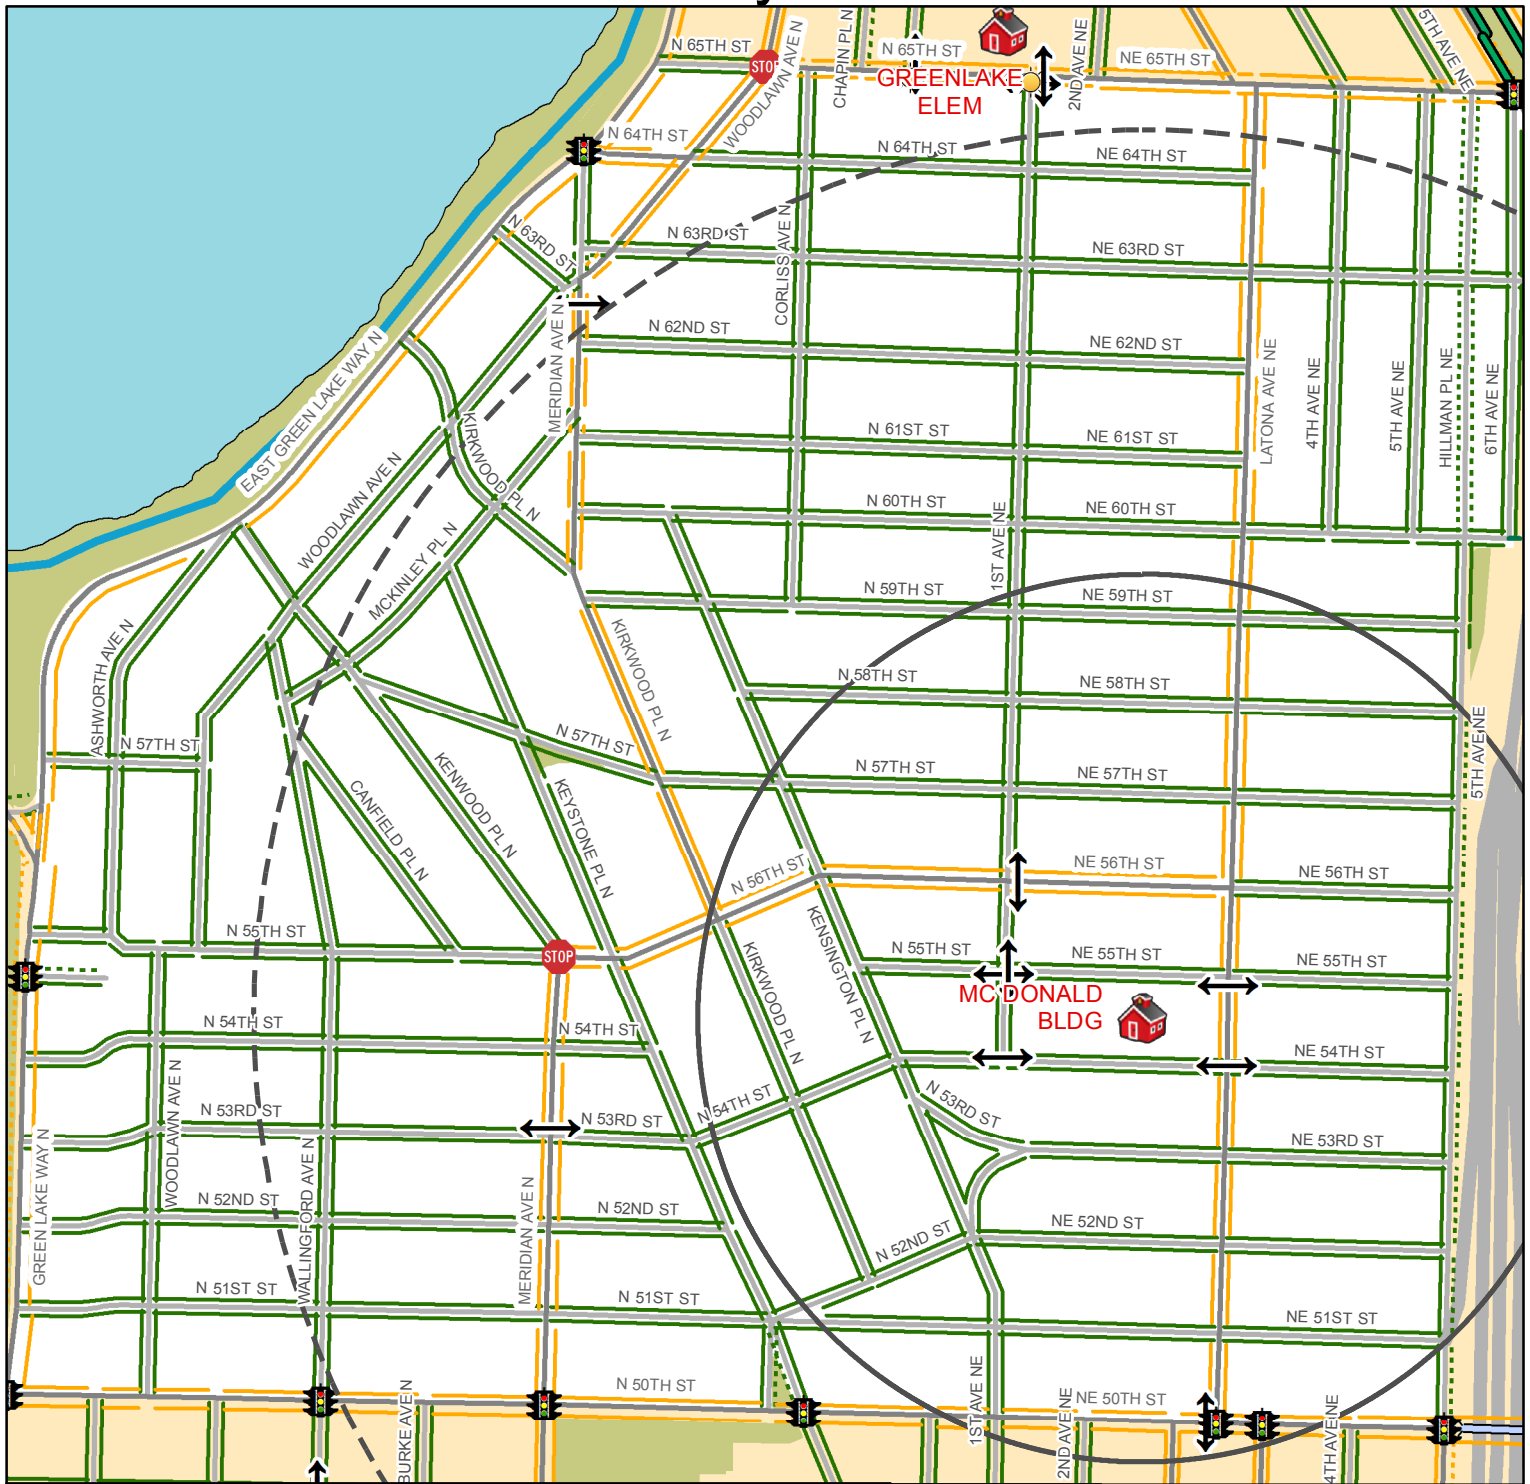 N 65TH ST
STOP
WOODLAWN AVE N
CHAPIN PL N
N 65TH ST
2ND AVE NE
NE 65TH ST
5TH AVE NE
GREENLAKE
ELEM
N 64TH ST
N 64TH ST
NE 64TH ST
N 63RD ST
N 63RD ST
CORLISS AVE N
NE 63RD ST
N 62ND ST
NE 62ND ST
MERIDIAN AVE N
EAST GREEN LAKE WAY N
LATONA AVE NE
4TH AVE NE
5TH AVE NE
HILLMAN PL NE
6TH AVE NE
KIRKWOOD PL N
N 61ST ST
NE 61ST ST
WOODLAWN AVE N
MCKINLEY PL N
N 60TH ST
NE 60TH ST
1ST AVE NE
N 59TH ST
NE 59TH ST
ASHWORTH AVE N
KIRKWOOD PL N
N 58TH ST
NE 58TH ST
N 57TH ST
N 57TH ST
N 57TH ST
NE 57TH ST
5TH AVE NE
CANFIELD PL N
KENWOOD PL N
KEYSTONE PL N
N 56TH ST
NE 56TH ST
NE 56TH ST
N 55TH ST
STOP
KIRKWOOD PL N
KENSINGTON PL N
N 55TH ST
NE 55TH ST
NE 55TH ST
MC DONALD
BLDG
N 54TH ST
N 54TH ST
NE 54TH ST
WOODLAWN AVE N
N 53RD ST
N 53RD ST
N 54TH ST
N 53RD ST
NE 53RD ST
GREEN LAKE WAY N
WALLINGFORD AVE N
MERIDIAN AVE N
N 52ND ST
N 52ND ST
N 52ND ST
NE 52ND ST
N 51ST ST
N 51ST ST
NE 51ST ST
BURKE AVE N
N 50TH ST
1ST AVE NE
2ND AVE NE
NE 50TH ST
4TH AVE NE